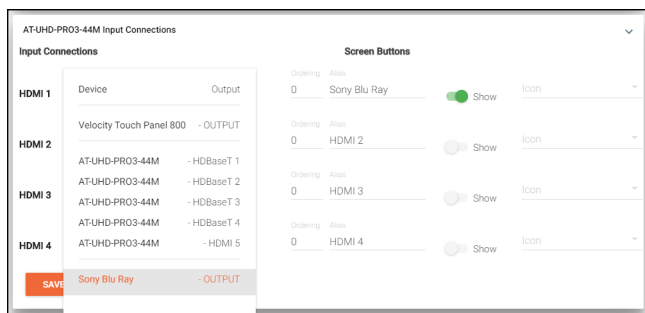 AT-UHD-PRO3-44M Input Connections
Input Connections Screen Buttons
Ordering Alias
HDMI 1 Device Output 0 Sony Blu Ray Show Icon
Velocity Touch Panel 800 - OUTPUT
Ordering Alias
HDMI 2 0 HDMI 2 Show Icon
AT-UHD-PRO3-44M - HDBaseT 1
AT-UHD-PRO3-44M - HDBaseT 2
Ordering Alias
HDMI 3 AT-UHD-PRO3-44M - HDBaseT 3 0 HDMI 3 Show Icon
AT-UHD-PRO3-44M - HDBaseT 4
Ordering Alias
HDMI 4 AT-UHD-PRO3-44M - HDMI 5 0 HDMI 4 Show Icon
SAVE Sony Blu Ray - OUTPUT